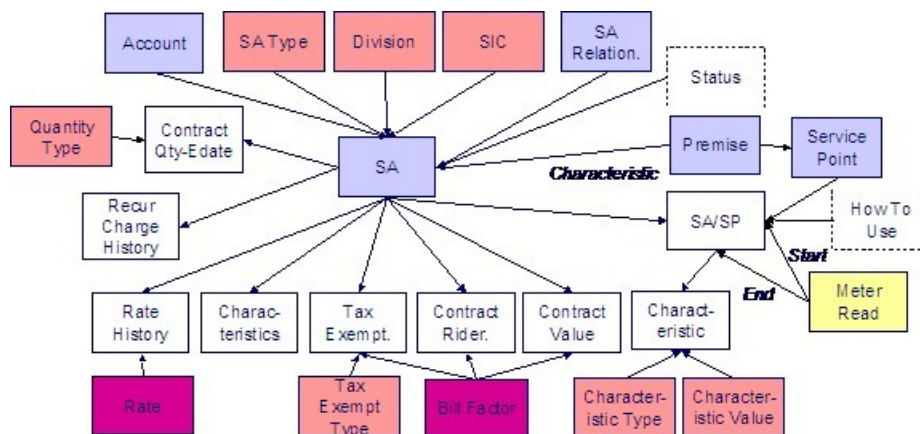 Account
SA Type
Division
SIC
SA
Relation.
Status
Quantity
Type
Contract
Qty-Edate
SA
Premise
Service
Point
Characteristic
Recur
Charge
History
SA/SP
How To
Use
Start
End
Meter
Read
Rate
History
Charac-
teristics
Tax
Exempt.
Contract
Rider.
Contract
Value
Charact-
eristic
Rate
Tax
Exempt
Type
Bill Factor
Character-
istic Type
Character-
istic Value